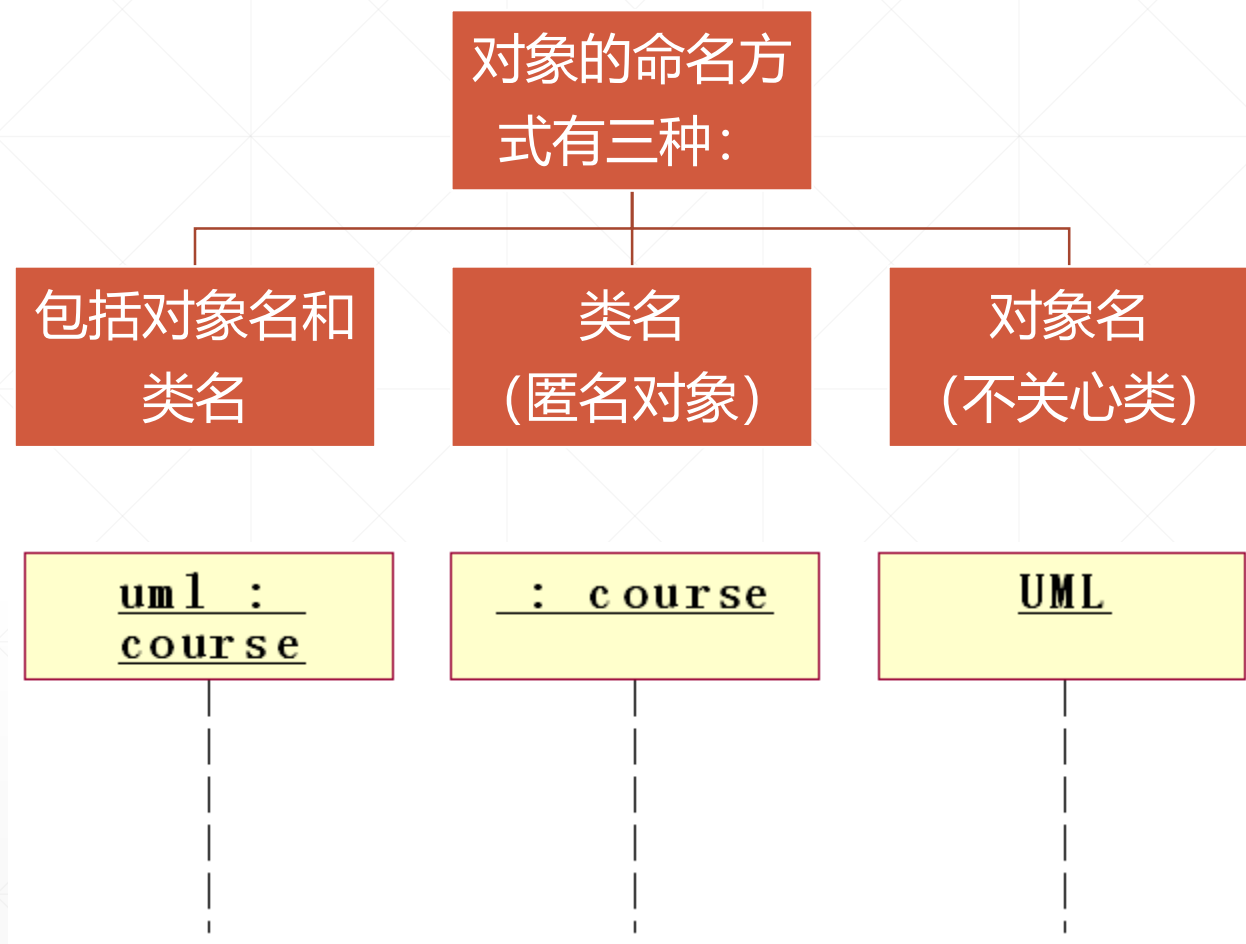 对象的命名方
式有三种：
包括对象名和
类名
类名
（匿名对象）
对象名
（不关心类）
uml :
course
: course
UML